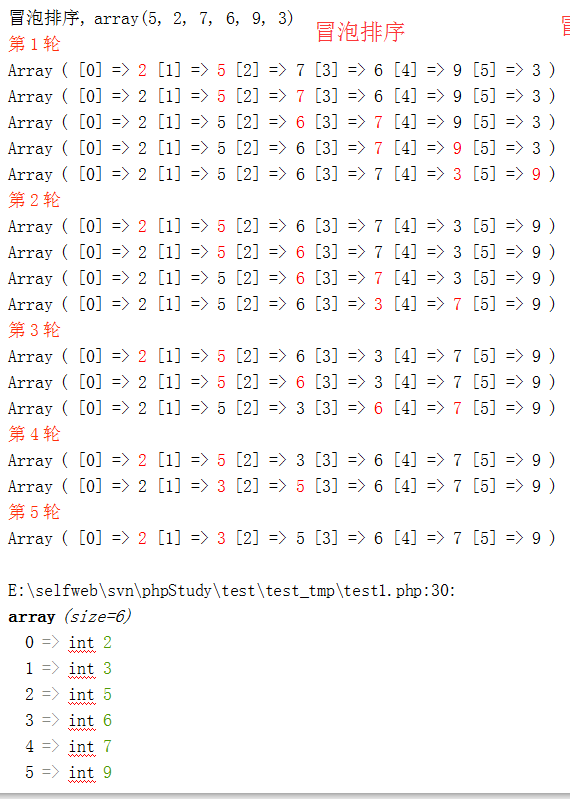 冒泡排序, array(5, 2, 7, 6, 9, 3)
冒泡排序
第1轮
Array ( [0] => 2 [1] => 5 [2] => 7 [3] => 6 [4] => 9 [5] => 3 )
Array ( [0] => 2 [1] => 5 [2] => 7 [3] => 6 [4] => 9 [5] => 3 )
Array ( [0] => 2 [1] => 5 [2] => 6 [3] => 7 [4] => 9 [5] => 3 )
Array ( [0] => 2 [1] => 5 [2] => 6 [3] => 7 [4] => 9 [5] => 3 )
Array ( [0] => 2 [1] => 5 [2] => 6 [3] => 7 [4] => 3 [5] => 9 )
第2轮
Array ( [0] => 2 [1] => 5 [2] => 6 [3] => 7 [4] => 3 [5] => 9 )
Array ( [0] => 2 [1] => 5 [2] => 6 [3] => 7 [4] => 3 [5] => 9 )
Array ( [0] => 2 [1] => 5 [2] => 6 [3] => 7 [4] => 3 [5] => 9 )
Array ( [0] => 2 [1] => 5 [2] => 6 [3] => 3 [4] => 7 [5] => 9 )
第3轮
Array ( [0] => 2 [1] => 5 [2] => 6 [3] => 3 [4] => 7 [5] => 9 )
Array ( [0] => 2 [1] => 5 [2] => 6 [3] => 3 [4] => 7 [5] => 9 )
Array ( [0] => 2 [1] => 5 [2] => 3 [3] => 6 [4] => 7 [5] => 9 )
第4轮
Array ( [0] => 2 [1] => 5 [2] => 3 [3] => 6 [4] => 7 [5] => 9 )
Array ( [0] => 2 [1] => 3 [2] => 5 [3] => 6 [4] => 7 [5] => 9 )
第5轮
Array ( [0] => 2 [1] => 3 [2] => 5 [3] => 6 [4] => 7 [5] => 9 )
E:\selfweb\svn\phpStudy\test\test_tmp\test1.php:30:
array (size=6)
0 => int 2
1 => int 3
2 => int 5
3 => int 6
4 => int 7
5 => int 9